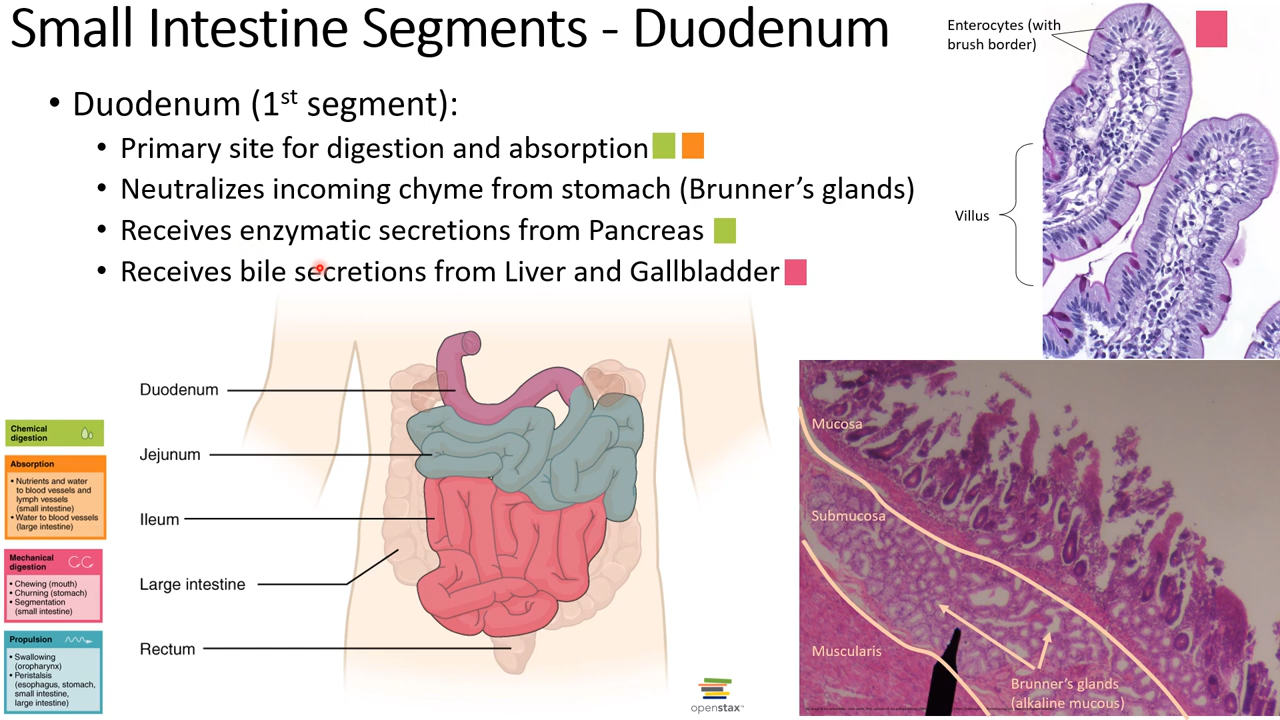 Small Intestine Segments - Duodenum
• Duodenum (1st segment):
• Primary site for digestion and absorption
• Neutralizes incoming chyme from stomach (Brunner’s glands)
• Receives enzymatic secretions from Pancreas
• Receives bile secretions from Liver and Gallbladder
Enterocytes (with
brush border)
Villus
Duodenum
Jejunum
Ileum
Large intestine
Rectum
Chemical
digestion
Absorption
• Nutrients and water
to blood vessels and
lymph vessels
(small intestine)
• Water to blood vessels
(large intestine)
Mechanical
digestion
• Chewing (mouth)
• Churning (stomach)
• Segmentation
(small intestine)
Propulsion
• Swallowing
(oropharynx)
• Peristalsis
(esophagus, stomach,
small intestine,
large intestine)
openstax™
Mucosa
Submucosa
Muscularis
Brunner’s glands
(alkaline mucous)